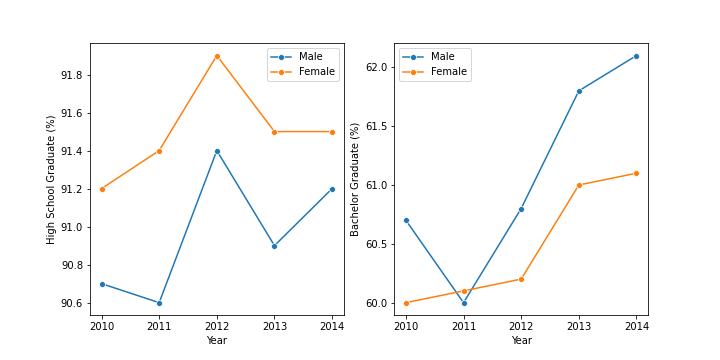 High School Graduate (%)
91.8
91.6
91.4
91.2
91.0
90.8
90.6
2010 2011 2012 2013 2014
Year
Male
Female
Bachelor Graduate (%)
62.0
61.5
61.0
60.5
60.0
2010 2011 2012 2013 2014
Year
Male
Female